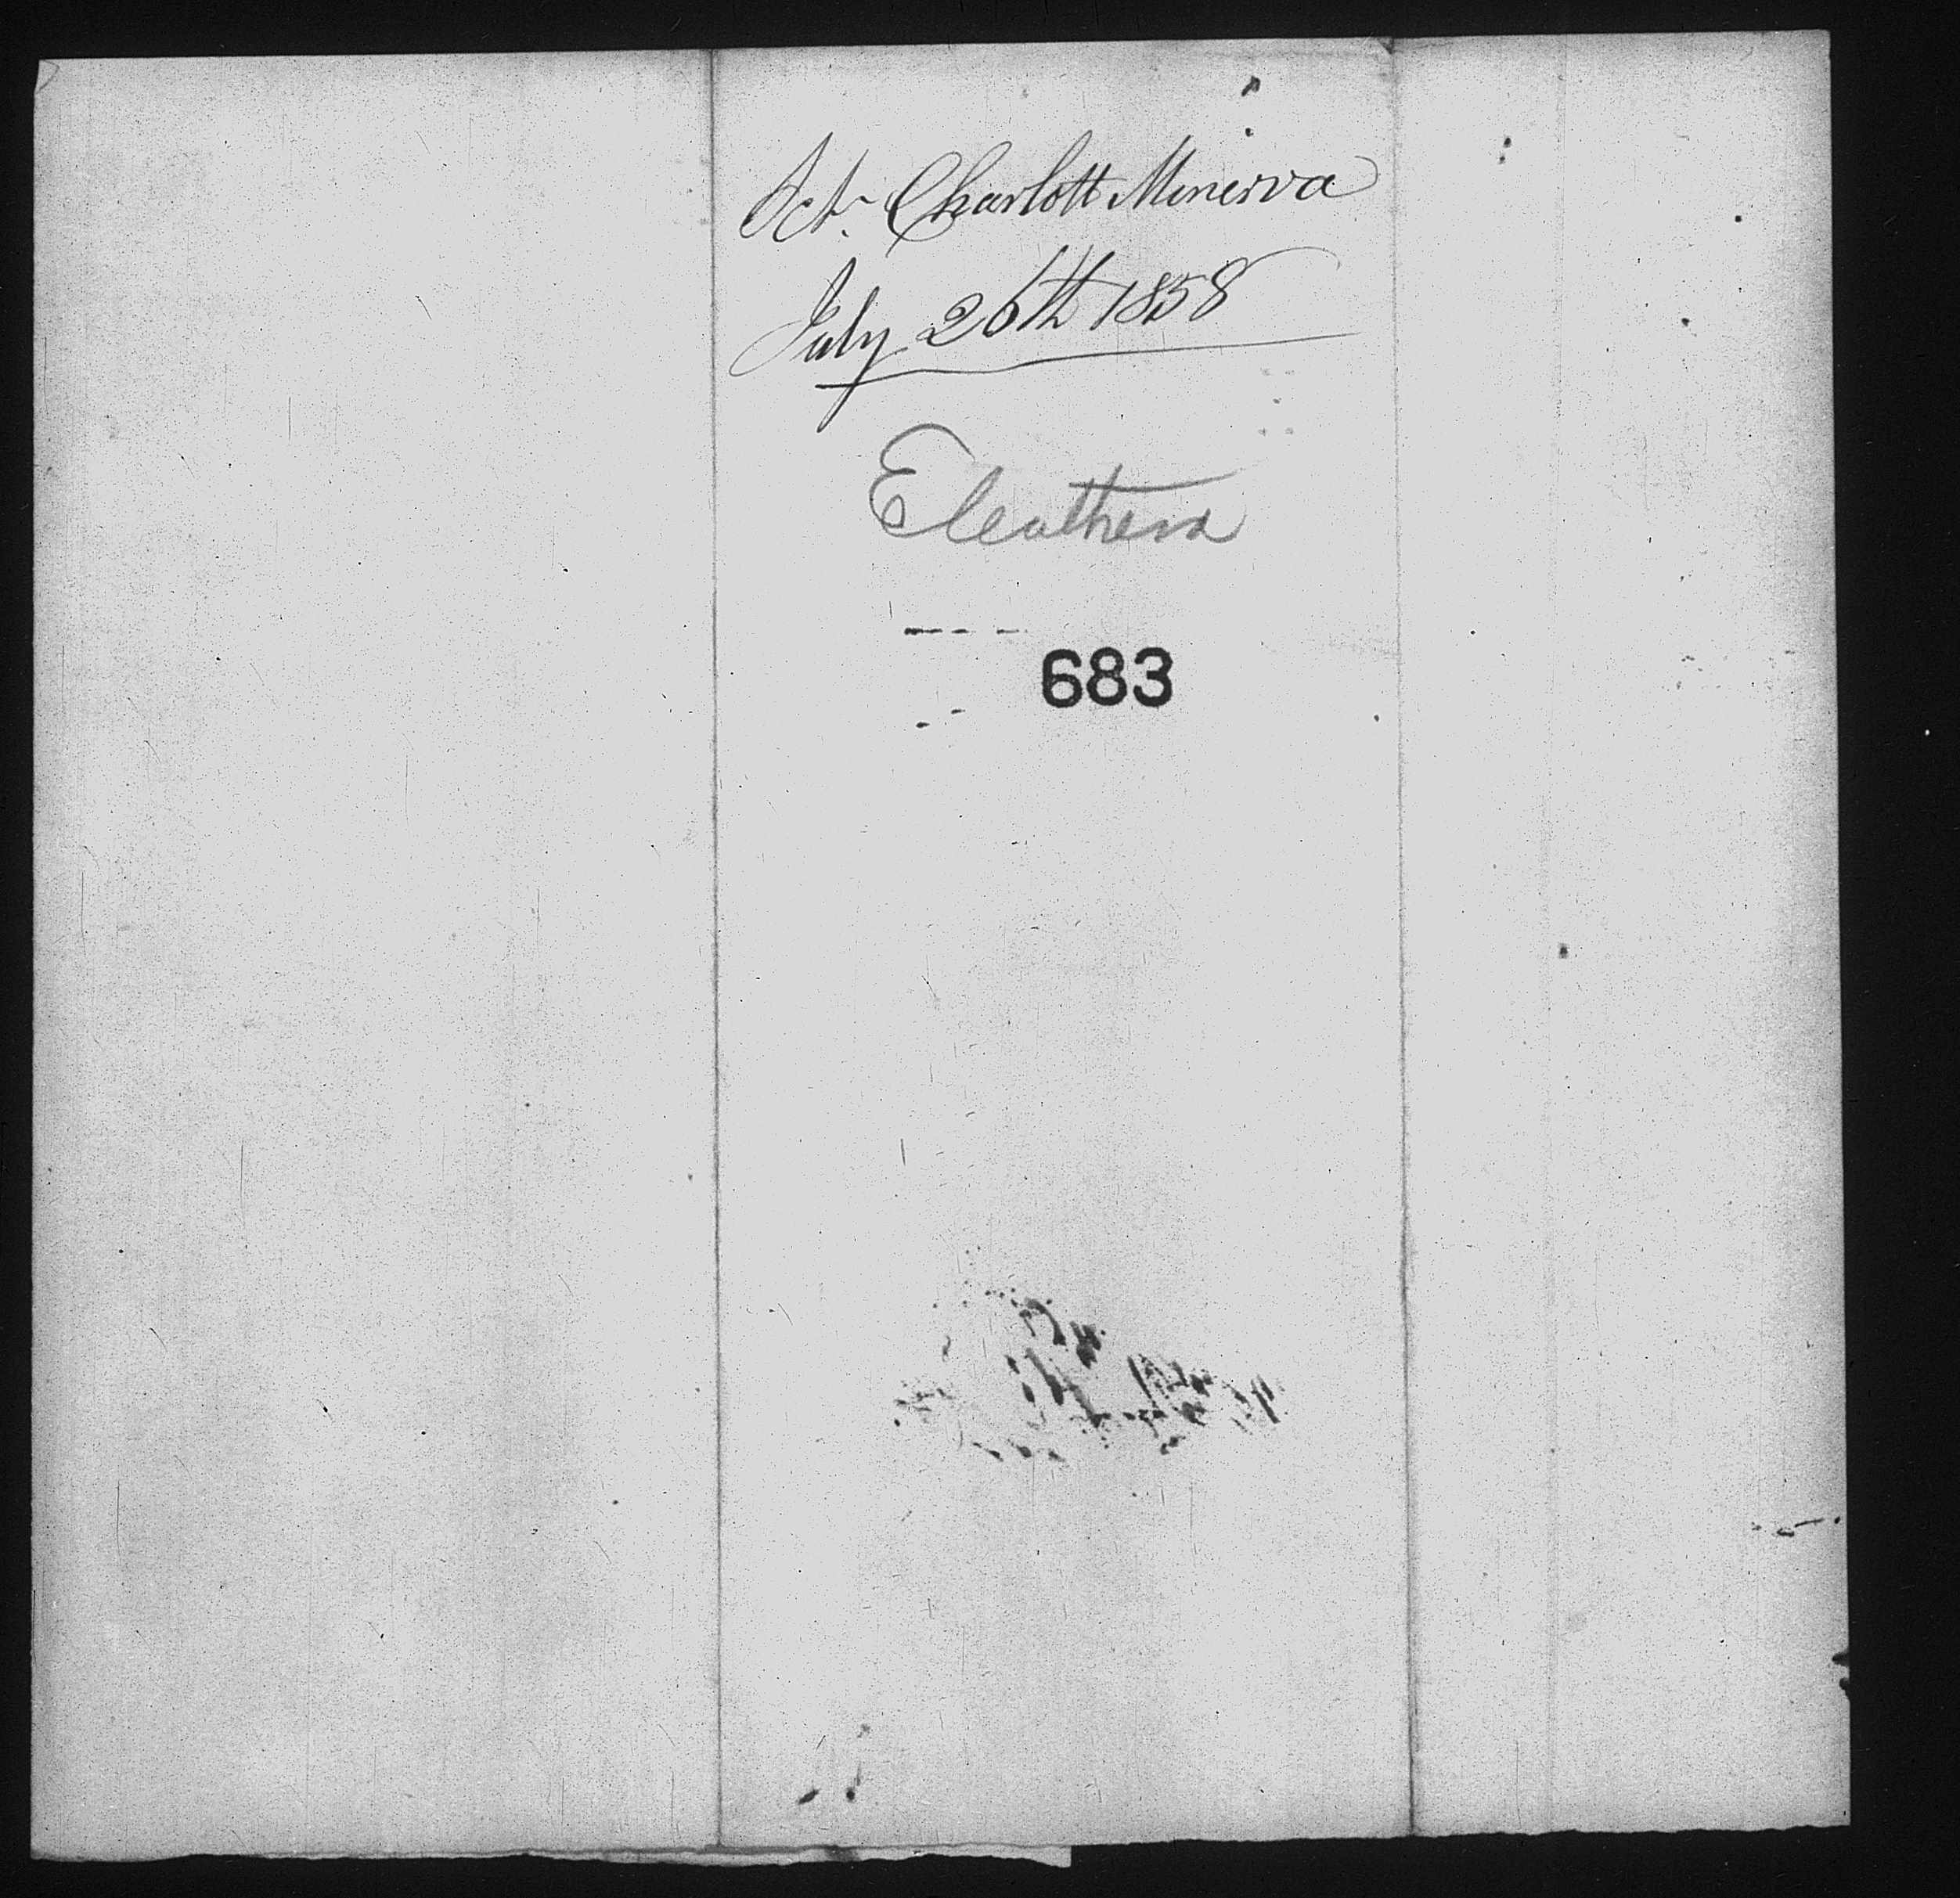 Sch. Charlott Minerva
July 26th 1858
Eleathera
683